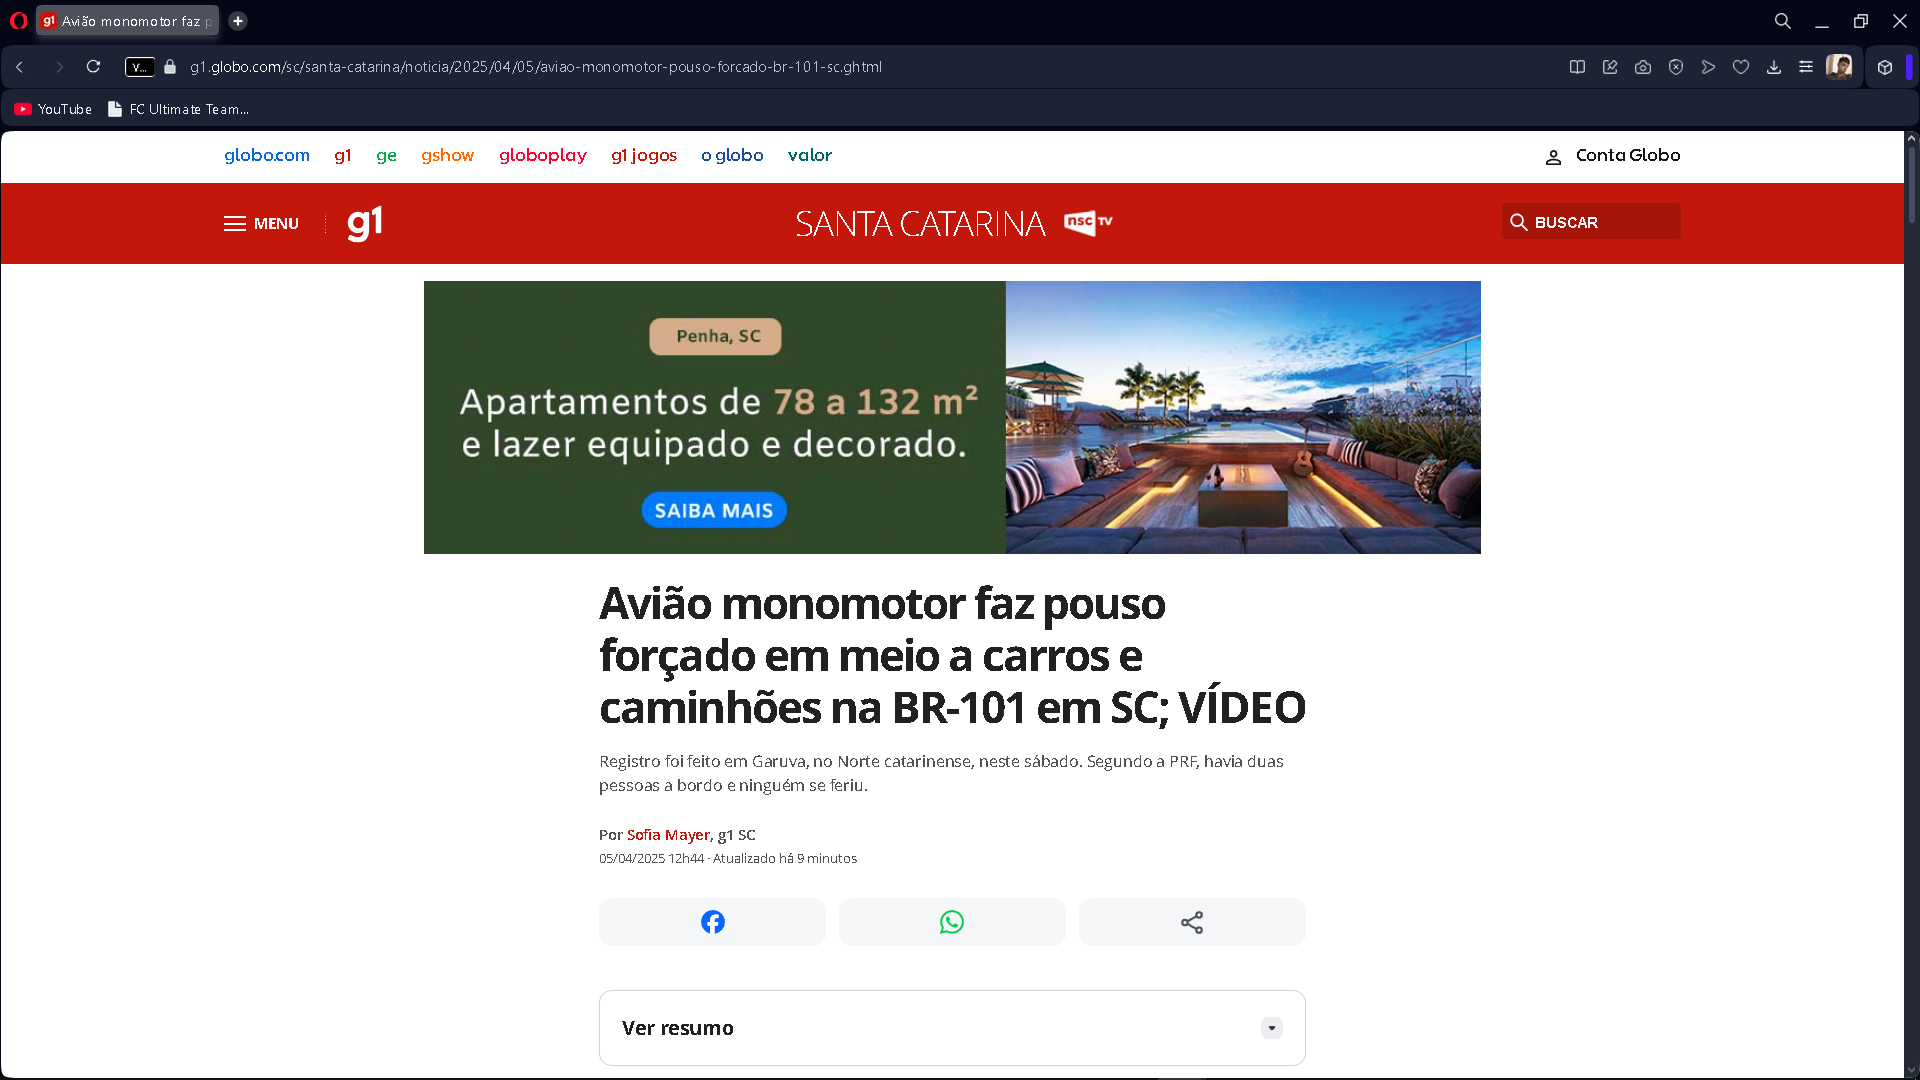 g1 Avião monomotor faz p
V...
g1.globo.com/sc/santa-catarina/noticia/2025/04/05/aviao-monomotor-pouso-forcado-br-101-sc.ghtml
YouTube
FC Ultimate Team...
globo.com g1 ge gshow globoplay g1 jogos o globo valor
Conta Globo
MENU
g1
SANTA CATARINA
nsc TV
BUSCAR
Penha, SC
Apartamentos de 78 a 132 m²
e lazer equipado e decorado.
SAIBA MAIS
Avião monomotor faz pouso
forçado em meio a carros e
caminhões na BR-101 em SC; VÍDEO
Registro foi feito em Garuva, no Norte catarinense, neste sábado. Segundo a PRF, havia duas
pessoas a bordo e ninguém se feriu.
Por Sofia Mayer, g1 SC
05/04/2025 12h44 · Atualizado há 9 minutos
Ver resumo